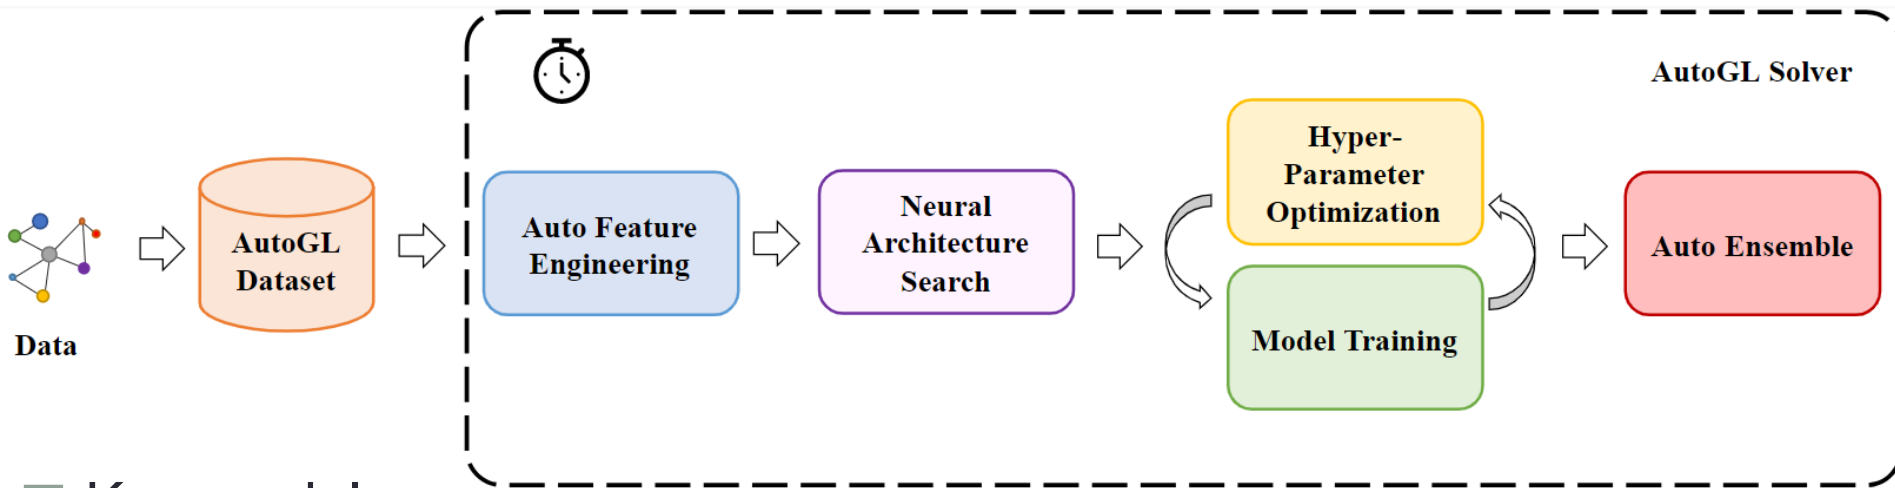 AutoGL Solver
Data
AutoGL
Dataset
Auto Feature
Engineering
Neural
Architecture
Search
Hyper-
Parameter
Optimization
Model Training
Auto Ensemble